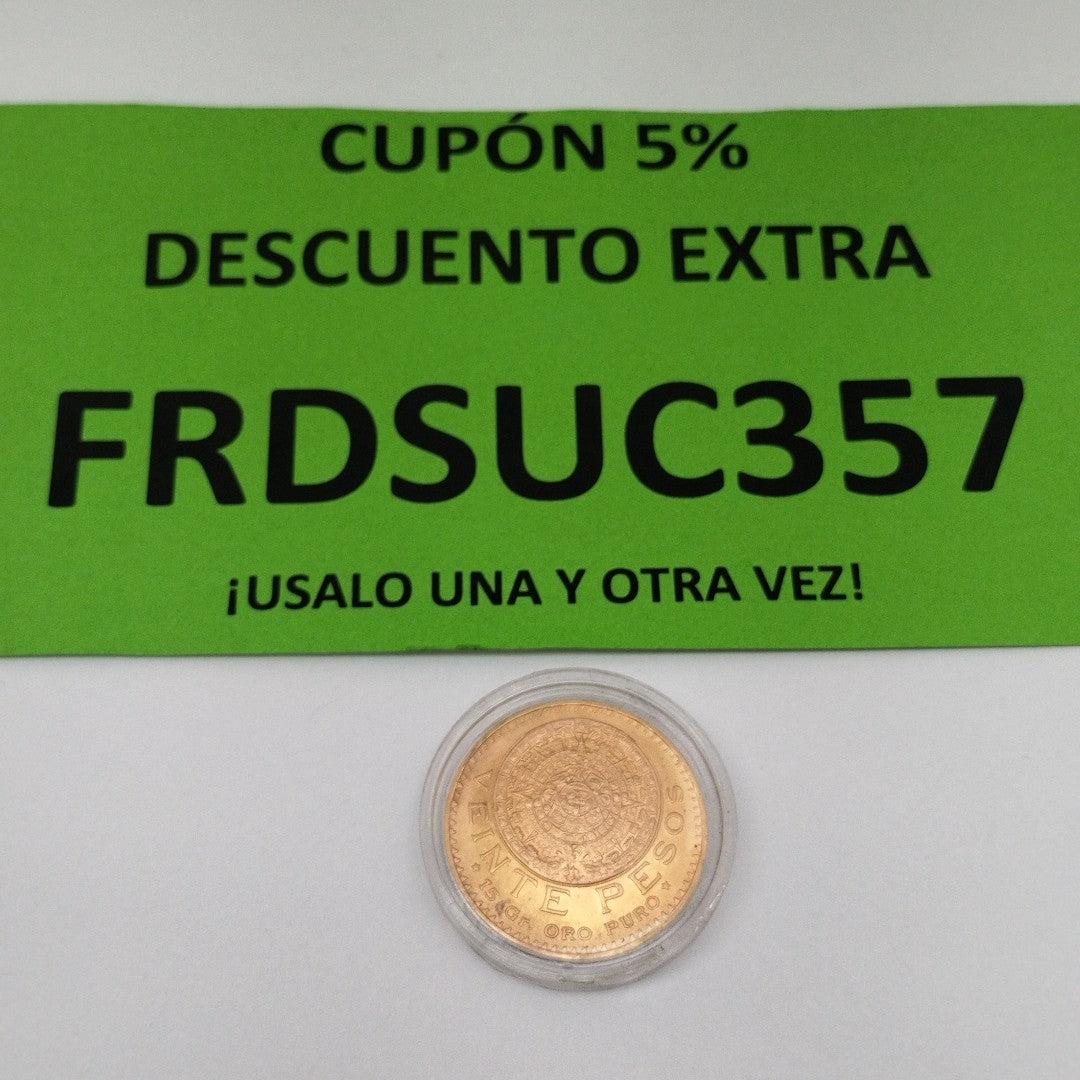 CUPÓN 5%
DESCUENTO EXTRA
FRDSUC357
¡USALO UNA Y OTRA VEZ!
VEINTE PESOS
* 15 Gr. ORO PURO *